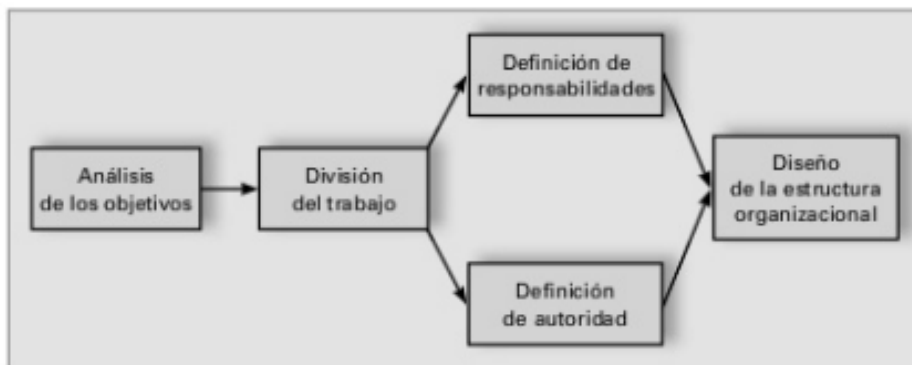 Análisis
de los objetivos
División
del trabajo
Definición de
responsabilidades
Definición
de autoridad
Diseño
de la estructura
organizacional